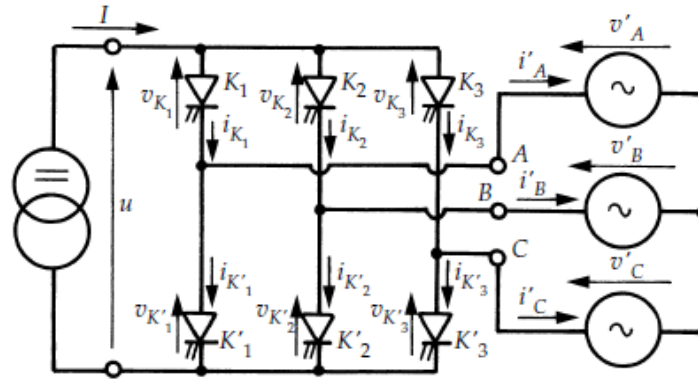 I
v'A
i'A
K1 K2 K3
vK1 vK2 vK3
iK1 iK2 iK3
A
v'B
B i'B
u
C
v'C
iK'1 iK'2 iK'3
i'C
vK'1 vK'2 vK'3
K'1 K'2 K'3